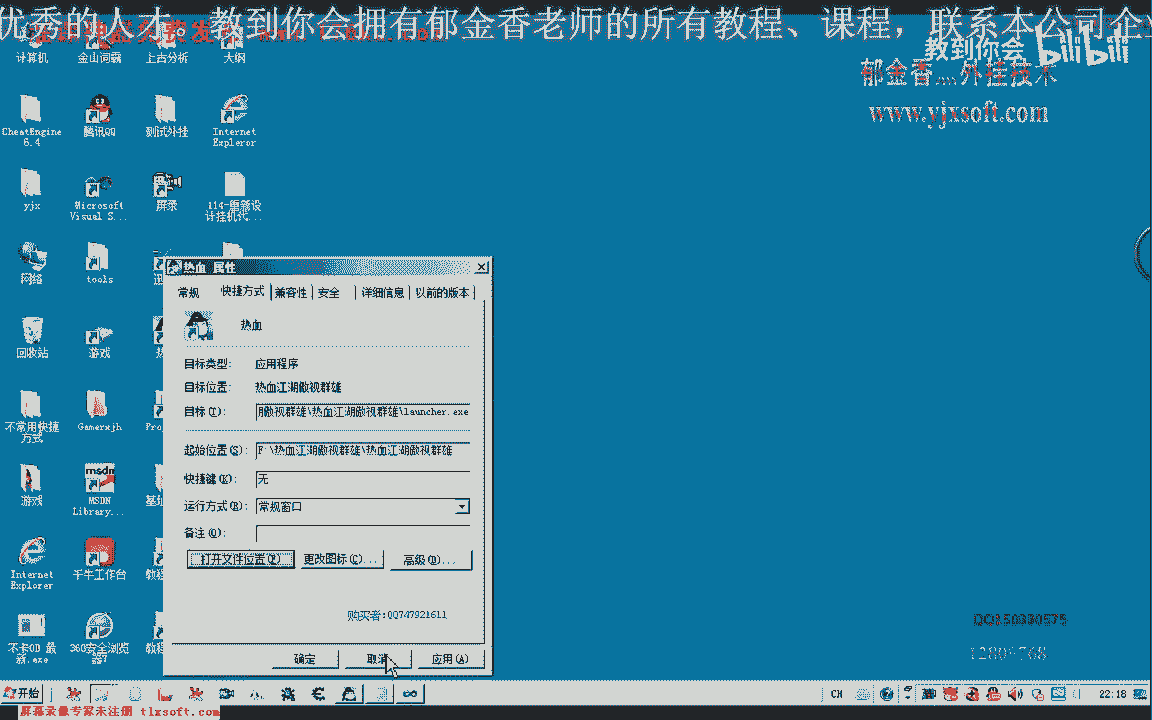 优秀的人才，教到你会拥有郁金香老师的所有教程、课程，联系本公司企业
教到你会
bilibili
郁金香....外挂技术
www.yjxsoft.com
计算机
金山词霸
上古分析
大纲
CheatEngine 6.4
腾讯QQ
测试外挂
Internet Explorer
yjx
Microsoft Visual S...
屏录
114-重新设计挂机代...
网络
tools
回收站
游戏
不常用快捷方式
Gamerxjh
游戏
MSDN Library...
Internet Explorer
千牛工作台
不卡OD 最新.exe
360安全浏览器7
热血 属性
常规
快捷方式
兼容性
安全
详细信息
以前的版本
热血
目标类型:
应用程序
目标位置:
热血江湖傲视群雄
目标(T):
傲视群雄\热血江湖傲视群雄\launcher.exe
起始位置(S):
F:\热血江湖傲视群雄\热血江湖傲视群雄
快捷键(K):
无
运行方式(R):
常规窗口
备注(O):
打开文件位置(F)
更改图标(C)...
高级(D)...
购买者:QQ747921611
确定
取消
应用(A)
开始
CH
22:18
屏幕录像专家未注册 tlxsoft.com